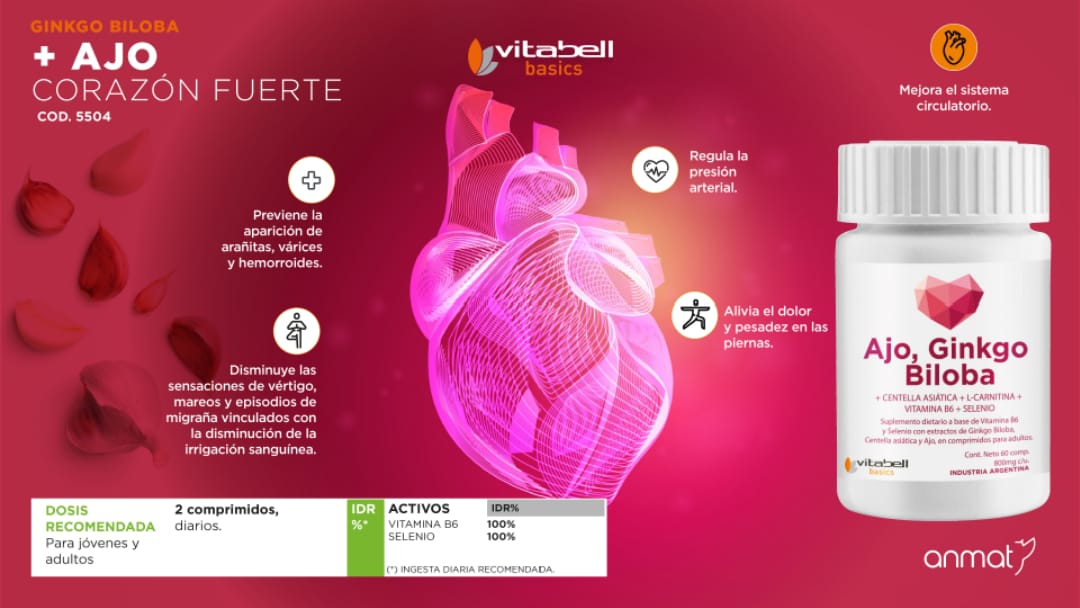 GINKGO BILOBA
+ AJO
CORAZÓN FUERTE
COD. 5504
vitabell
basics
Mejora el sistema
circulatorio.
Previene la
aparición de
arañitas, várices
y hemorroides.
Regula la
presión
arterial.
Disminuye las
sensaciones de vértigo,
mareos y episodios de
migraña vinculados con
la disminución de la
irrigación sanguínea.
Alivia el dolor
y pesadez en las
piernas.
Ajo, Ginkgo
Biloba
+ CENTELLA ASIÁTICA + L-CARNITINA +
VITAMINA B6 + SELENIO
Suplemento dietario a base de Vitamina B6
y Selenio con extractos de Ginkgo Biloba,
Centella asiática y Ajo, en comprimidos para adultos.
Cont. Neto 60 comp.
800mg c/u.
INDUSTRIA ARGENTINA
vitabell
basics
DOSIS
RECOMENDADA
Para jóvenes y
adultos
2 comprimidos,
diarios.
IDR
%*
ACTIVOS IDR%
VITAMINA B6 100%
SELENIO 100%
(*) INGESTA DIARIA RECOMENDADA.
anmat